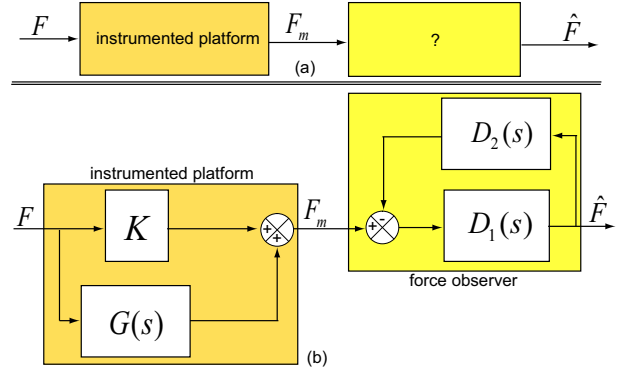 F
instrumented platform
F_m
?
F̂
(a)
D_2(s)
instrumented platform
F
K
+
+
F_m
+
-
D_1(s)
F̂
G(s)
force observer
(b)